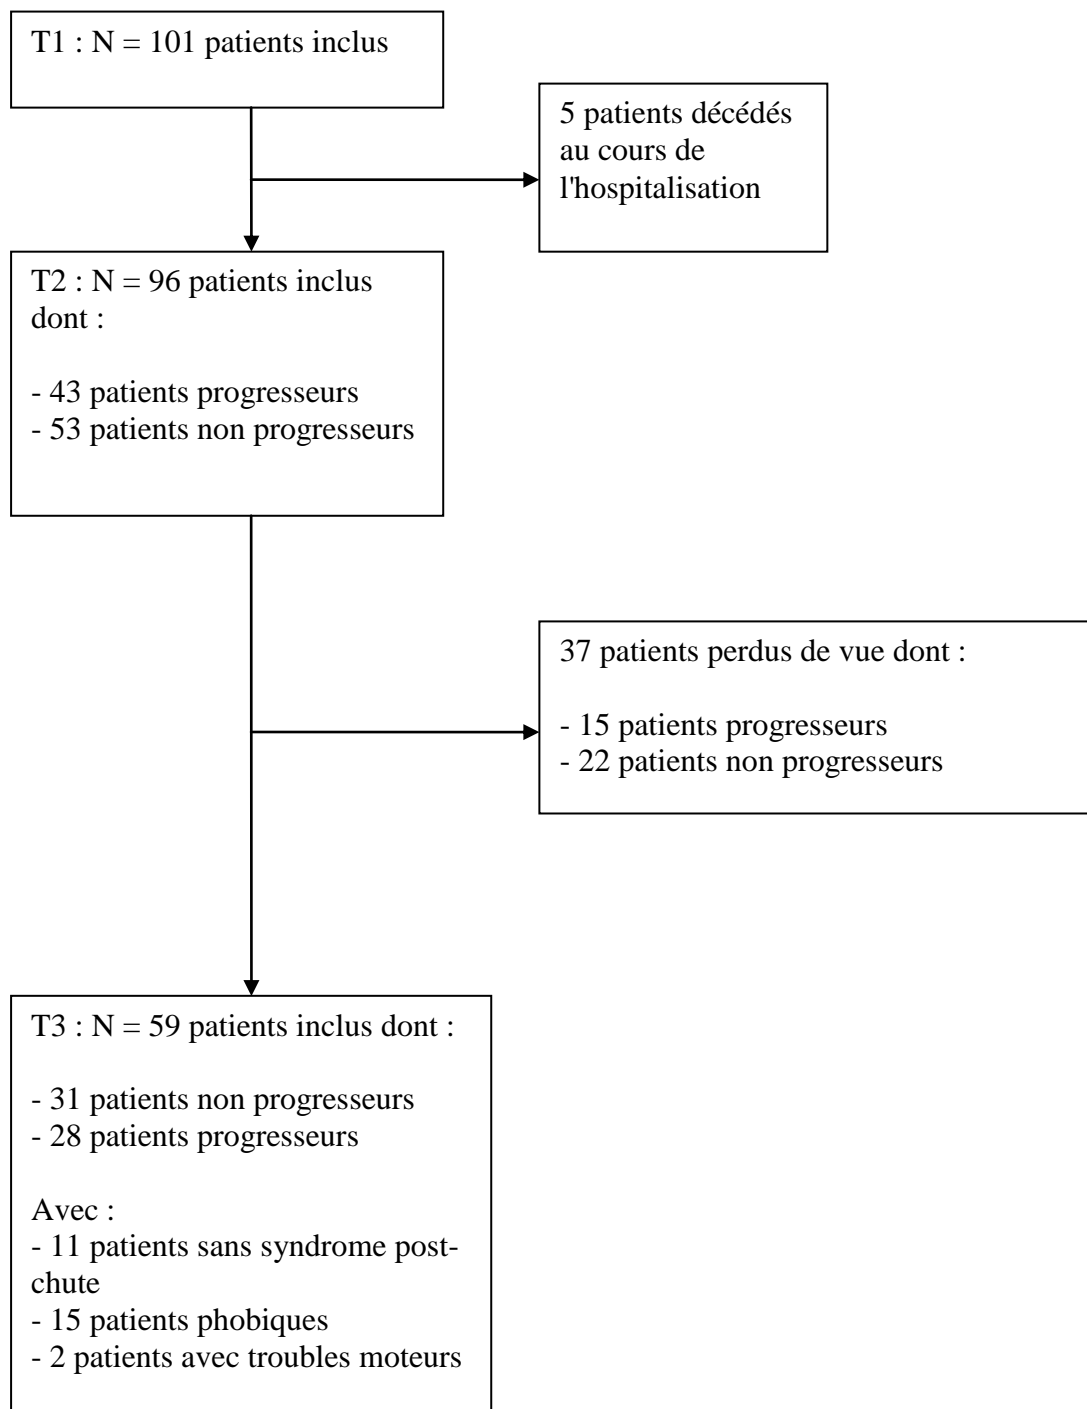 T1 : N = 101 patients inclus
5 patients décédés
au cours de
l'hospitalisation
T2 : N = 96 patients inclus
dont :
- 43 patients progresseurs
- 53 patients non progresseurs
37 patients perdus de vue dont :
- 15 patients progresseurs
- 22 patients non progresseurs
T3 : N = 59 patients inclus dont :
- 31 patients non progresseurs
- 28 patients progresseurs
Avec :
- 11 patients sans syndrome post-
chute
- 15 patients phobiques
- 2 patients avec troubles moteurs